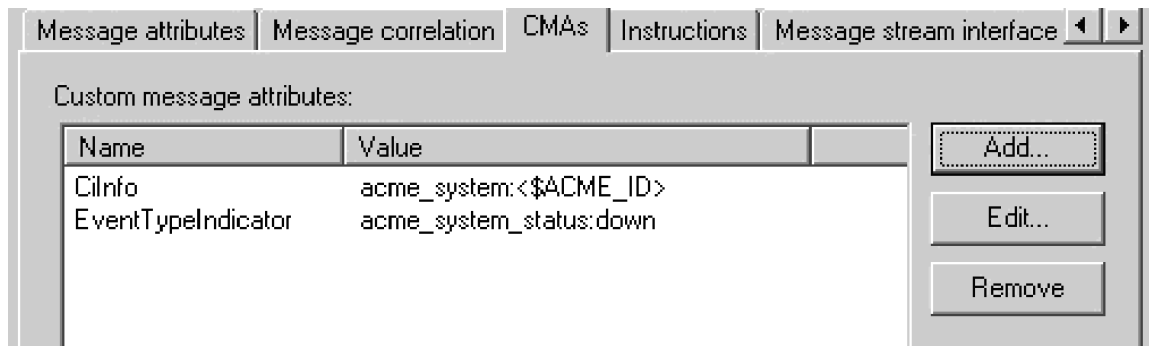 Message attributes Message correlation CMAs Instructions Message stream interface
Custom message attributes:
Name Value
CiInfo acme_system:<$ACME_ID>
EventTypeIndicator acme_system_status:down
Add...
Edit...
Remove